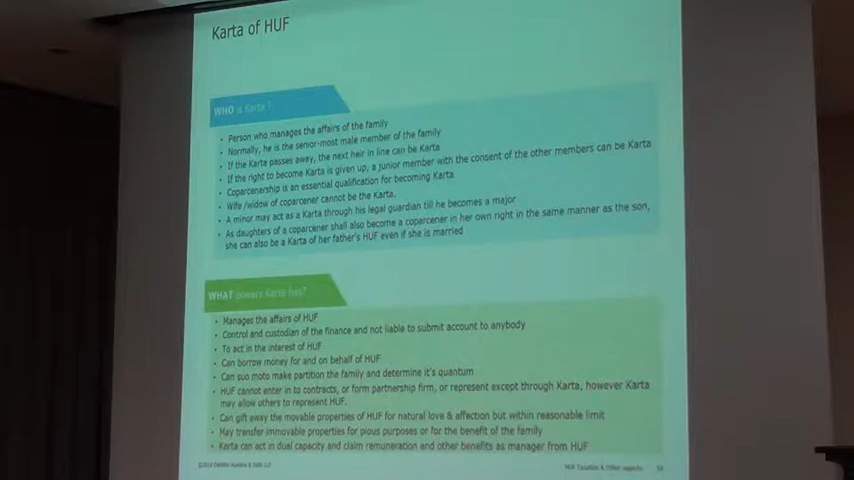 Karta of HUF
WHO is Karta ?
• Person who manages the affairs of the family
• Normally, he is the senior-most male member of the family
• If the Karta passes away, the next heir in line can be Karta
• If the right to become Karta is given up, a junior member with the consent of the other members can be Karta
• Coparcenership is an essential qualification for becoming Karta
• Wife /widow of coparcener cannot be the Karta.
• A minor may act as a Karta through his legal guardian till he becomes a major
• As daughters of a coparcener shall also become a coparcener in her own right in the same manner as the son,
she can also be a Karta of her father's HUF even if she is married
WHAT powers Karta has?
• Manages the affairs of HUF
• Control and custodian of the finance and not liable to submit account to anybody
• To act in the interest of HUF
• Can borrow money for and on behalf of HUF
• Can suo moto make partition the family and determine it's quantum
• HUF cannot enter in to contracts, or form partnership firm, or represent except through Karta, however Karta
may allow others to represent HUF.
• Can gift away the movable properties of HUF for natural love & affection but within reasonable limit
• May transfer immovable properties for pious purposes or for the benefit of the family
• Karta can act in dual capacity and claim remuneration and other benefits as manager from HUF
HUF Taxation & Other aspects